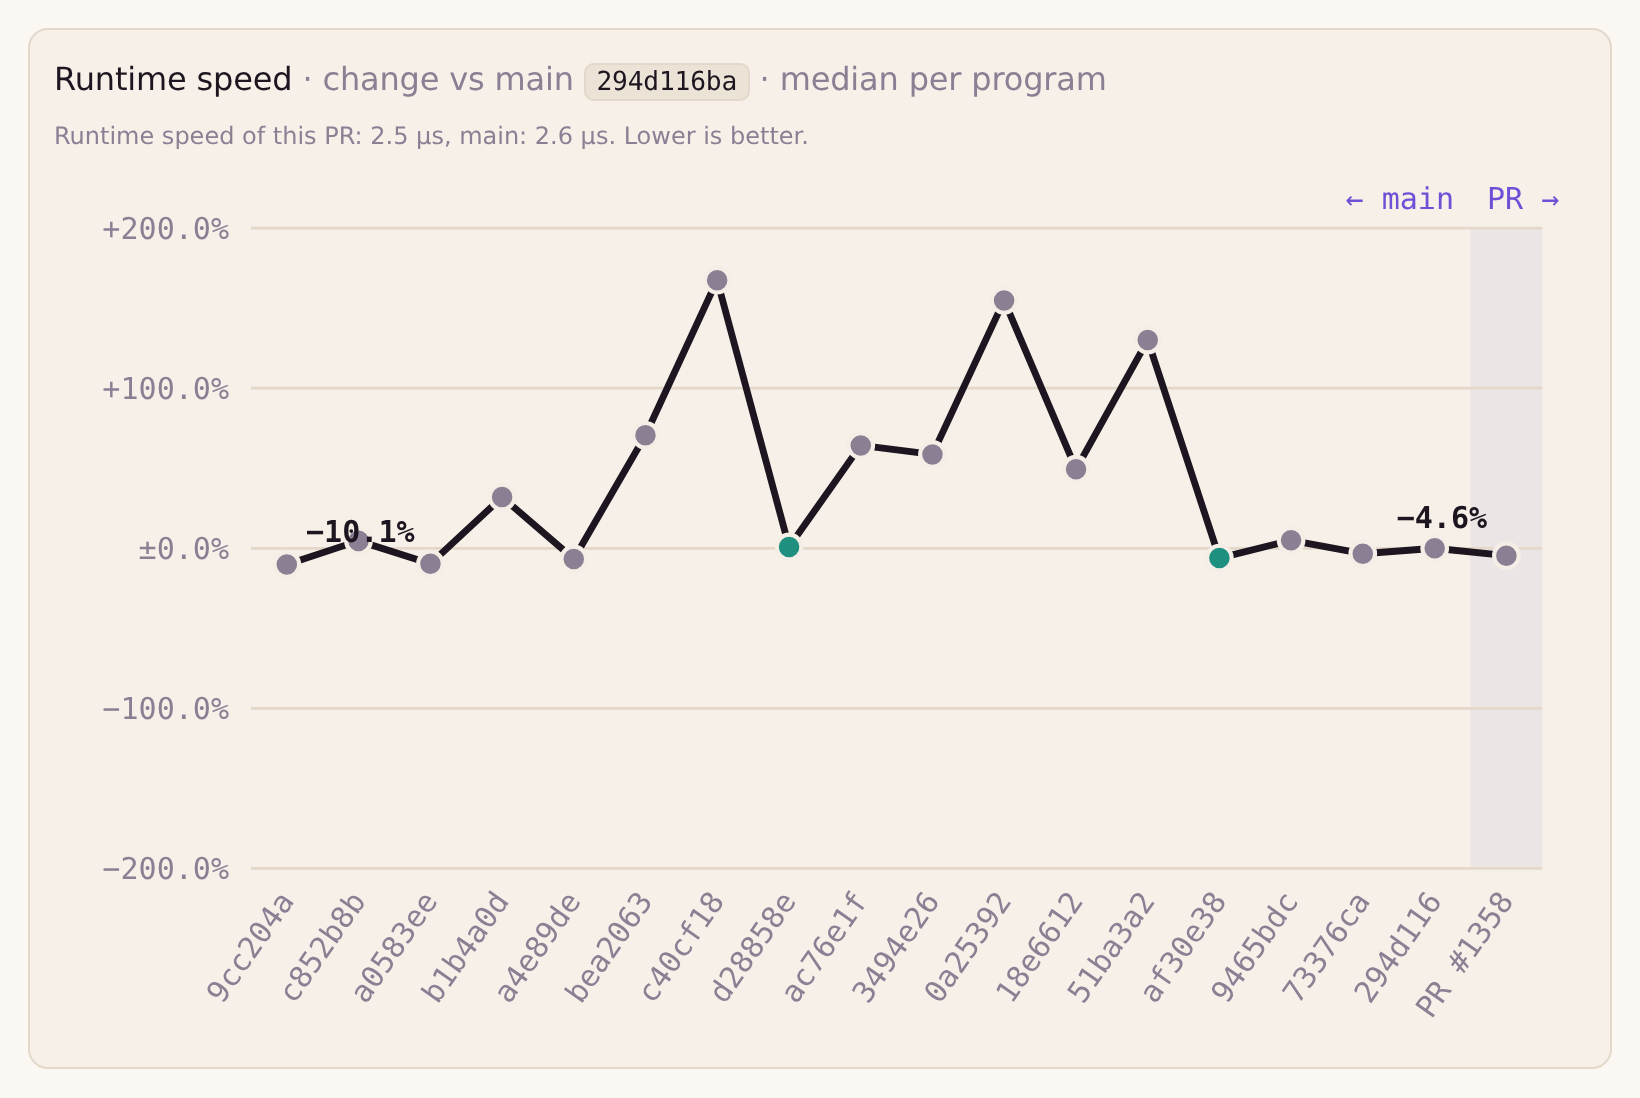 Runtime speed · change vs main 294d116ba · median per program
Runtime speed of this PR: 2.5 µs, main: 2.6 µs. Lower is better.
← main PR →
+200.0%
+100.0%
±0.0%
−100.0%
−200.0%
−10.1%
−4.6%
9cc204a
c852b8b
a0583ee
b1b4a0d
a4e89de
bea2063
c40cf18
d28858e
ac76e1f
3494e26
0a25392
18e6612
51ba3a2
af30e38
9465bdc
73376ca
294d116
PR #1358